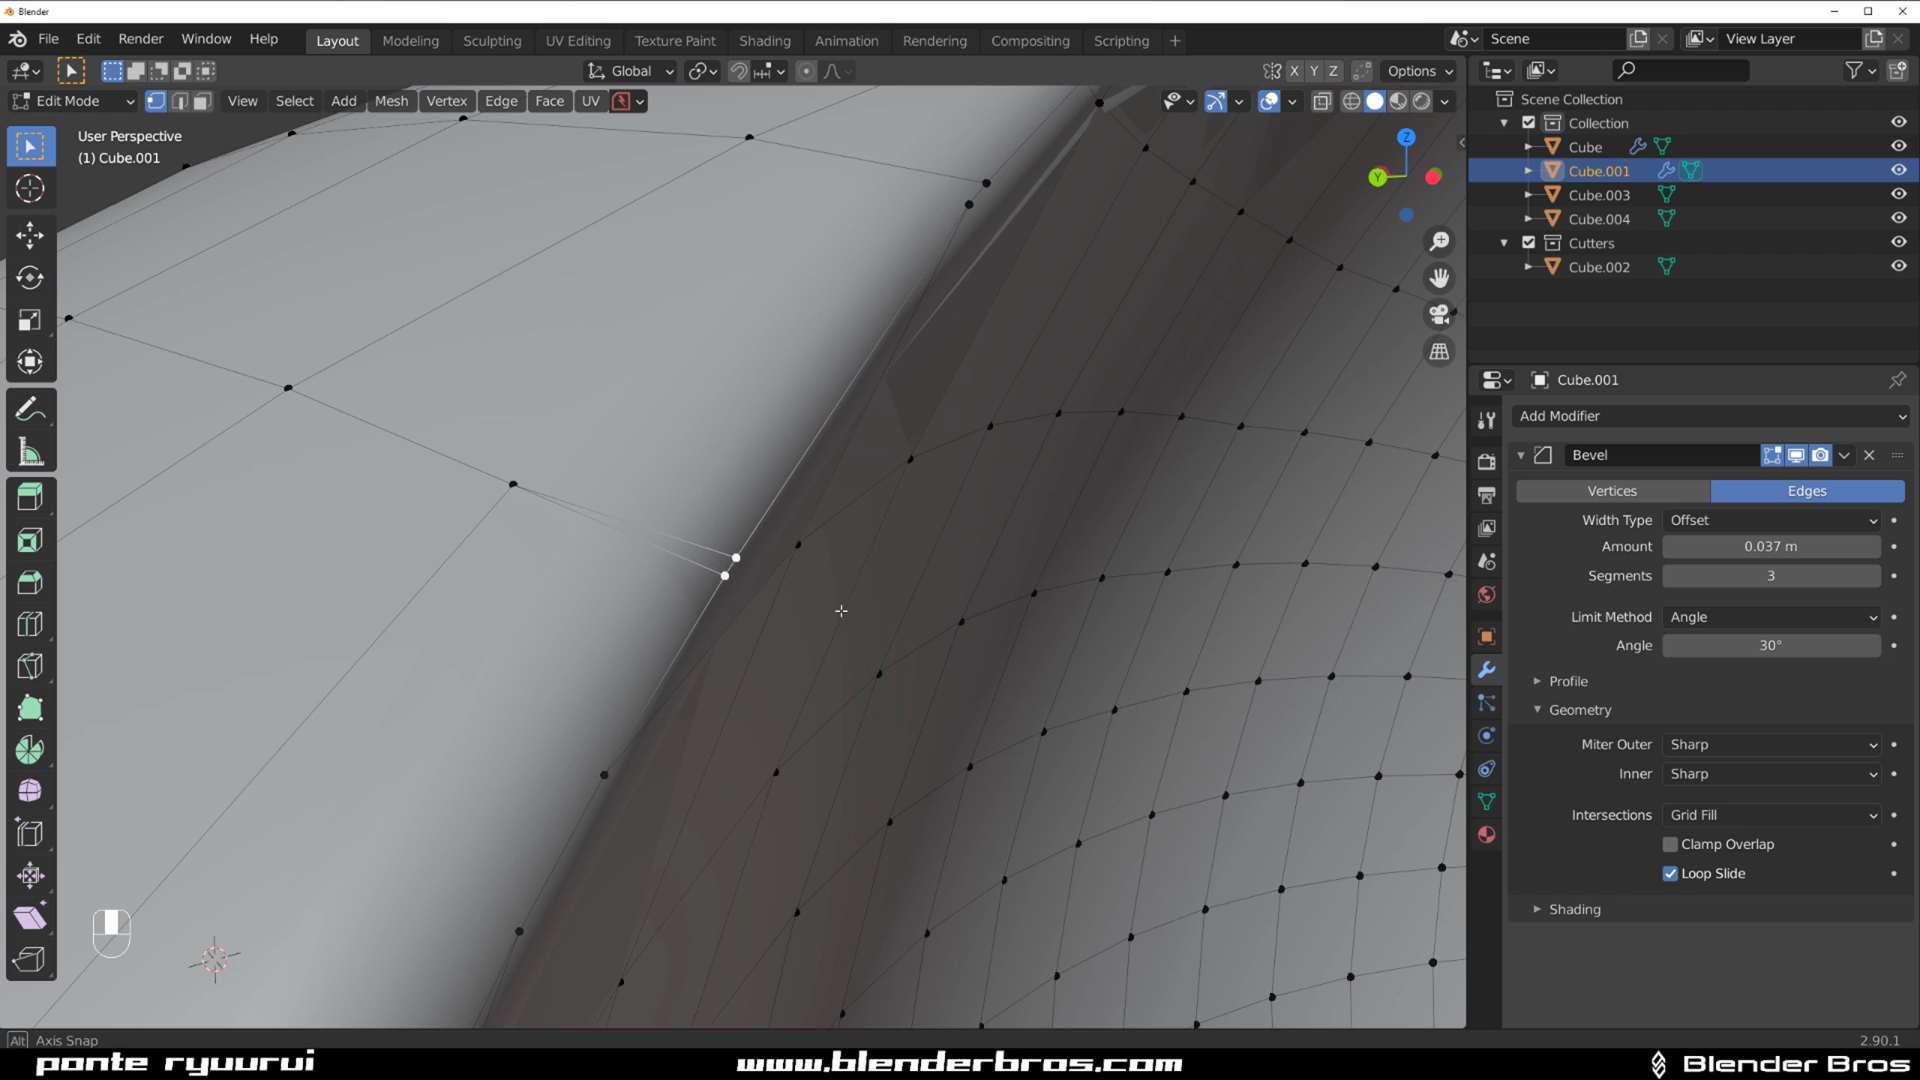 Blender
File Edit Render Window Help Layout Modeling Sculpting UV Editing Texture Paint Shading Animation Rendering Compositing Scripting + Scene View Layer
Global X Y Z Options
Edit Mode View Select Add Mesh Vertex Edge Face UV
User Perspective
(1) Cube.001
Z
Y
Scene Collection
Collection
Cube
Cube.001
Cube.003
Cube.004
Cutters
Cube.002
Cube.001
Add Modifier
Bevel
Vertices Edges
Width Type Offset
Amount 0.037 m
Segments 3
Limit Method Angle
Angle 30°
Profile
Geometry
Miter Outer Sharp
Inner Sharp
Intersections Grid Fill
Clamp Overlap
Loop Slide
Shading
Alt Axis Snap 2.90.1
ponte ryuurui www.blenderbros.com Blender Bros